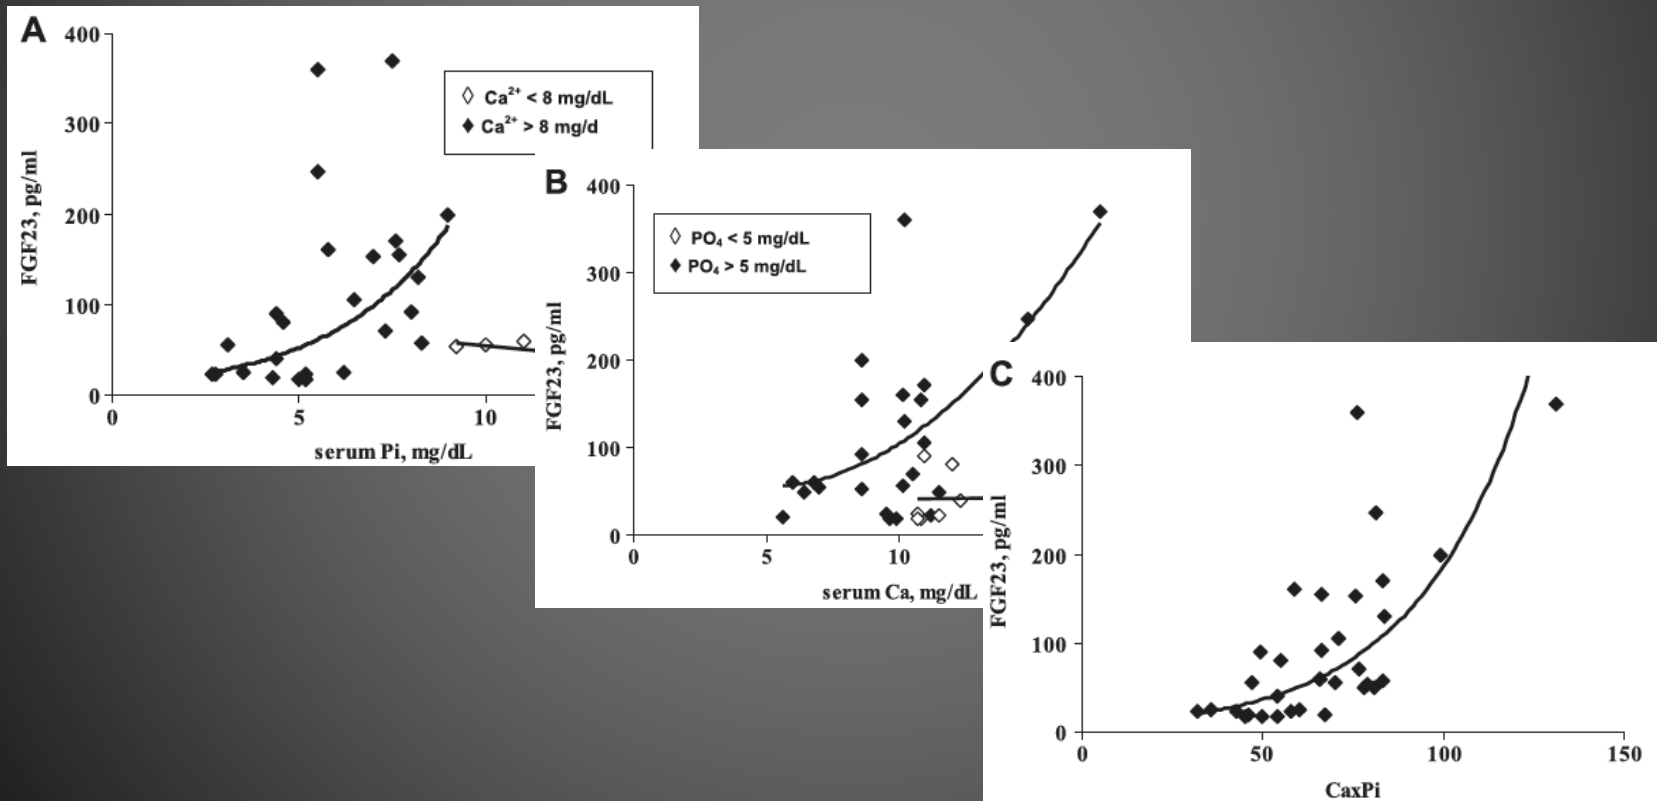 A
400
300
200
100
0
0
5
10
FGF23, pg/ml
serum Pi, mg/dL
Ca2+ < 8 mg/dL
Ca2+ > 8 mg/d
B
400
300
200
100
0
0
5
10
FGF23, pg/ml
serum Ca, mg/dL
PO4 < 5 mg/dL
PO4 > 5 mg/dL
C
400
300
200
100
0
0
50
100
150
FGF23, pg/ml
CaxPi